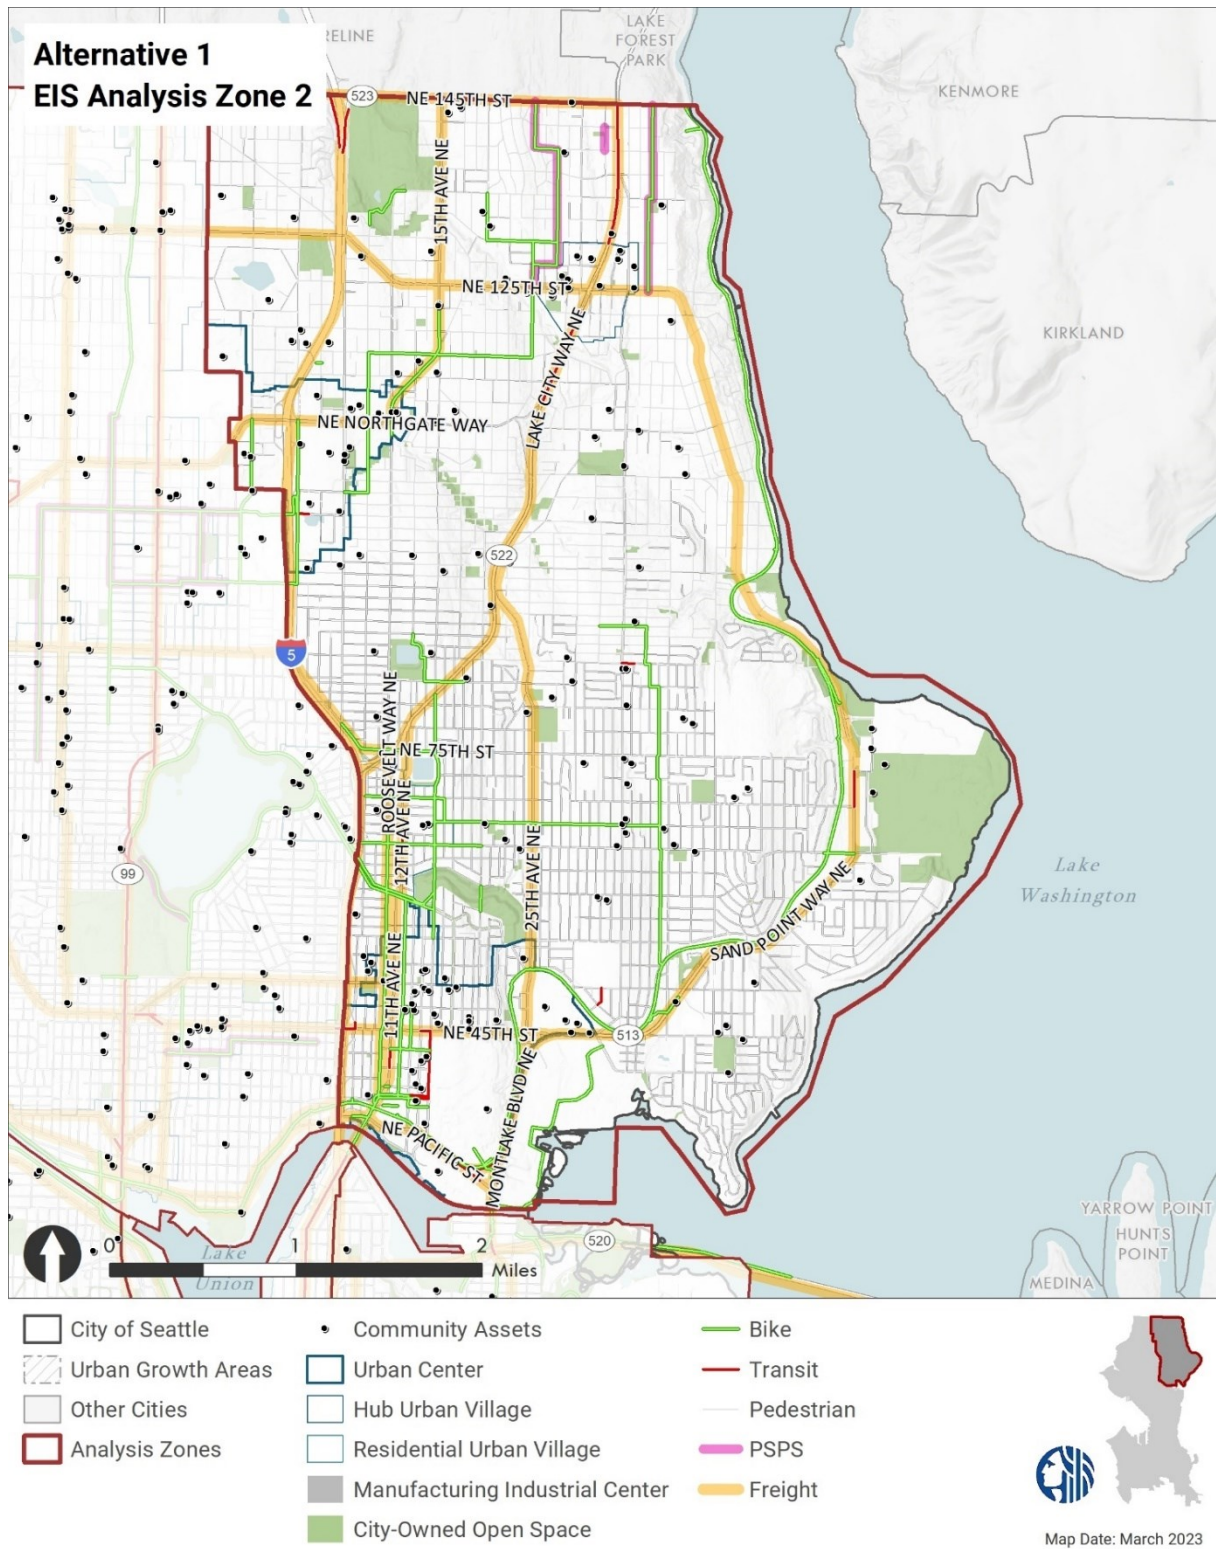 Alternative 1
EIS Analysis Zone 2
RELINE
LAKE
FOREST
PARK
KENMORE
523
NE 145TH ST
15TH AVE NE
KIRKLAND
NE 125TH ST
LAKE CITY WAY NE
NE NORTHGATE WAY
522
5
ROOSEVELT WAY NE
NE 75TH ST
12TH AVE NE
99
25TH AVE NE
Lake
Washington
SAND POINT WAY NE
11TH AVE NE
NE 45TH ST
513
MONTLAKE BLVD NE
NE PACIFIC ST
YARROW POINT
HUNTS
POINT
MEDINA
520
Lake
Union
0 1 2
Miles
City of Seattle
Urban Growth Areas
Other Cities
Analysis Zones
Community Assets
Urban Center
Hub Urban Village
Residential Urban Village
Manufacturing Industrial Center
City-Owned Open Space
Bike
Transit
Pedestrian
PSPS
Freight
Map Date: March 2023